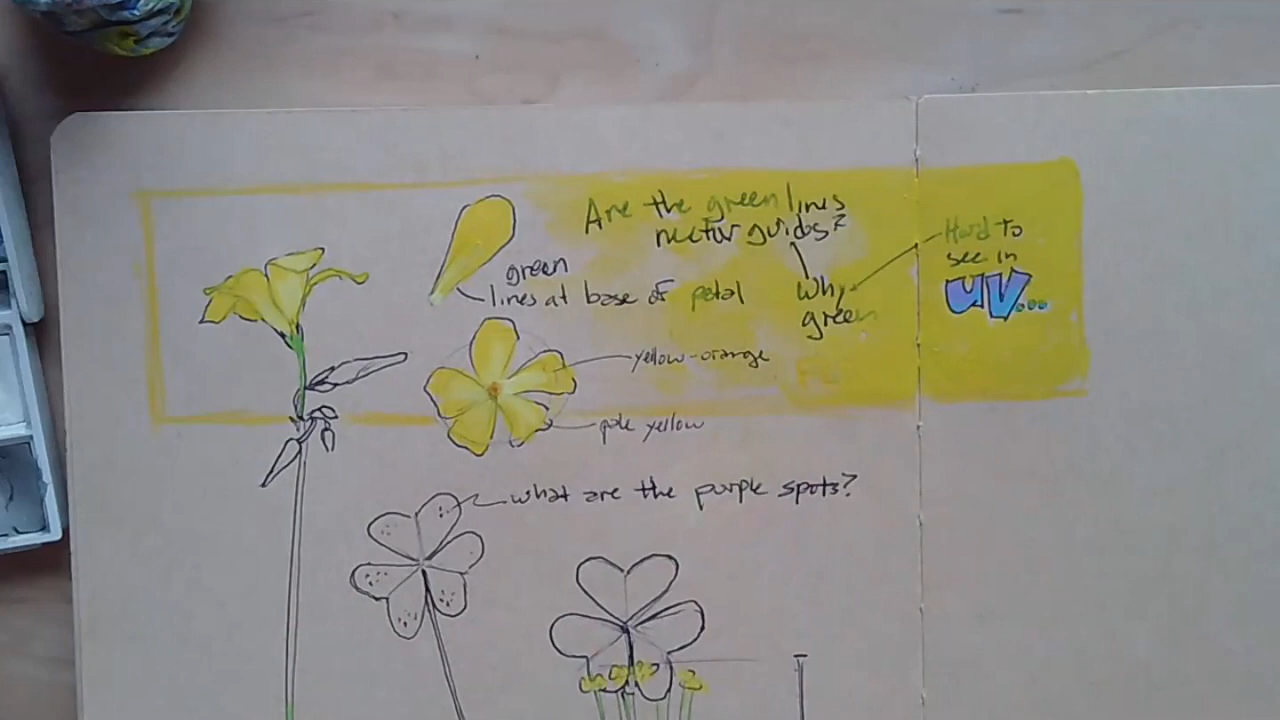 Are the green lines
nectar guides?
green
lines at base of petal
Why
green
Hard to
see in
UV...
yellow-orange
pale yellow
what are the purple spots?